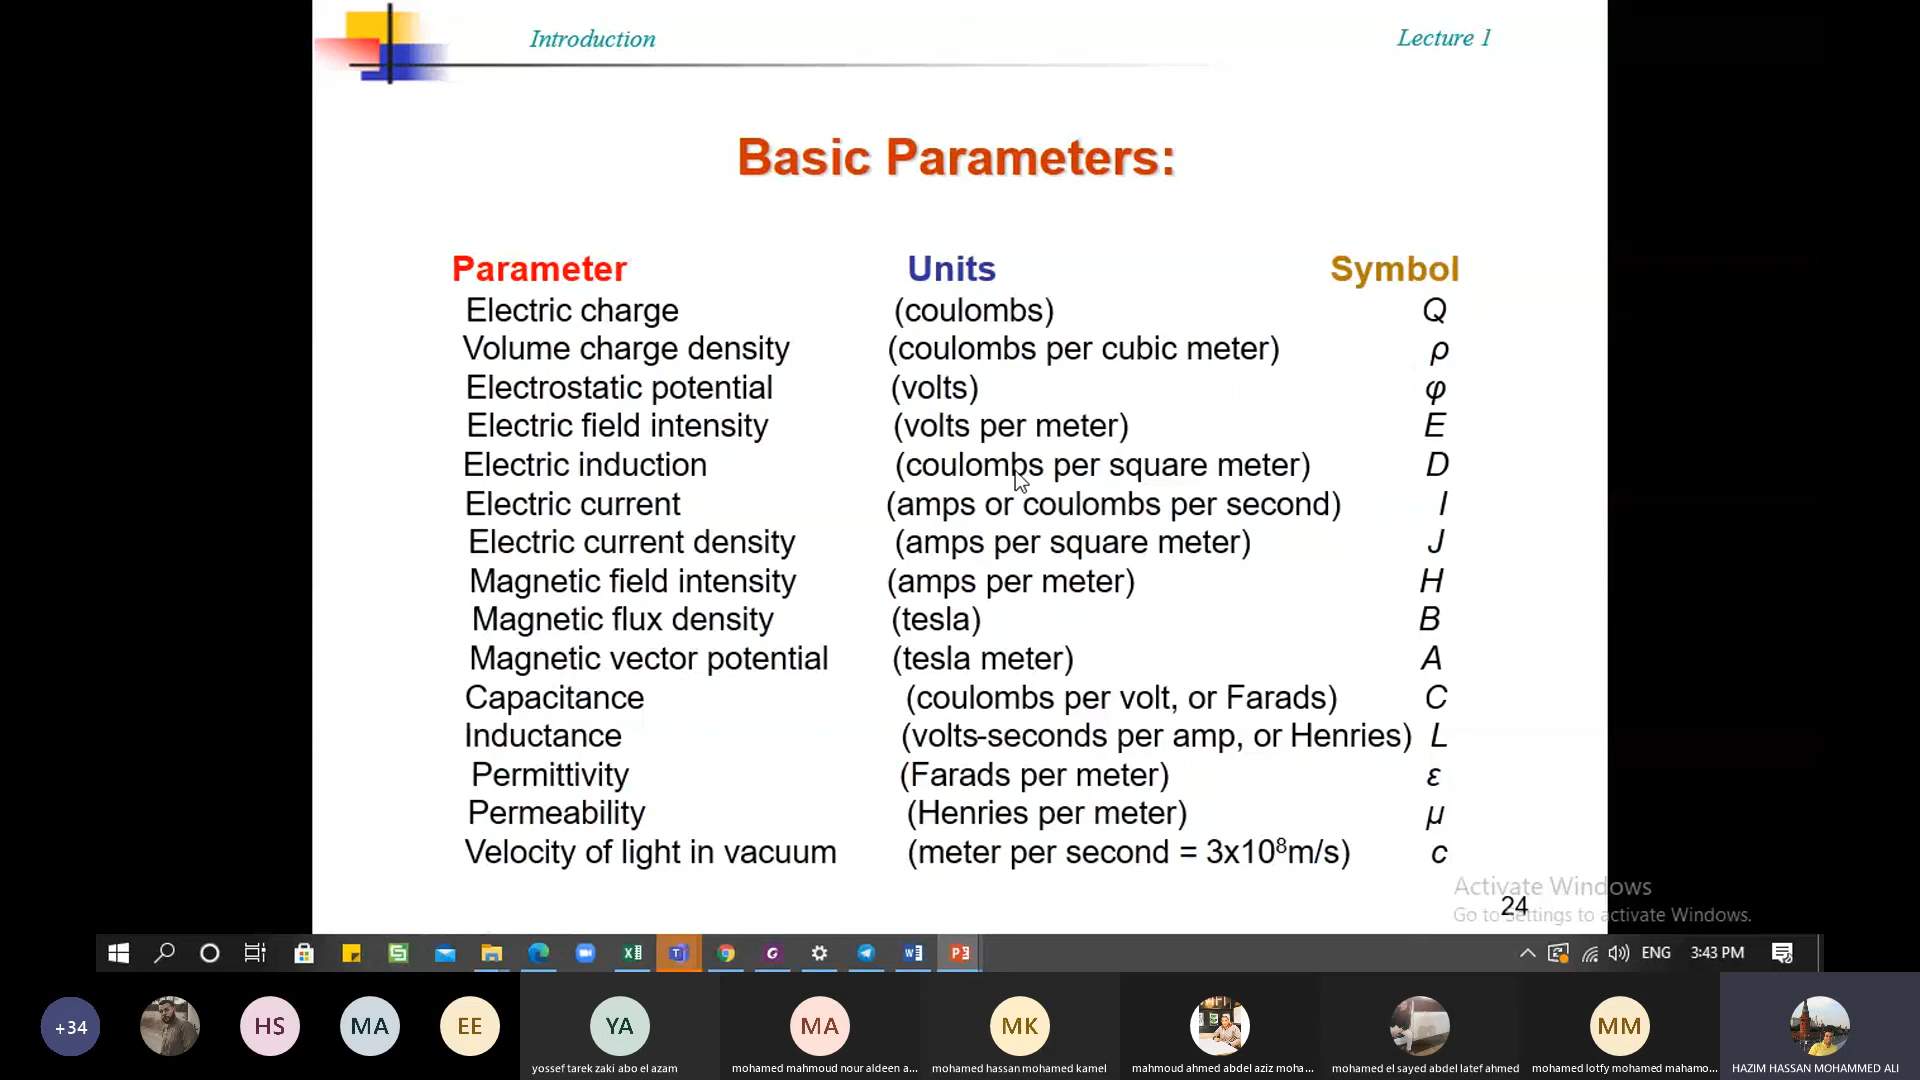 Introduction
Lecture 1
Basic Parameters:
Parameter Units Symbol
Electric charge (coulombs) Q
Volume charge density (coulombs per cubic meter) ρ
Electrostatic potential (volts) φ
Electric field intensity (volts per meter) E
Electric induction (coulombs per square meter) D
Electric current (amps or coulombs per second) I
Electric current density (amps per square meter) J
Magnetic field intensity (amps per meter) H
Magnetic flux density (tesla) B
Magnetic vector potential (tesla meter) A
Capacitance (coulombs per volt, or Farads) C
Inductance (volts-seconds per amp, or Henries) L
Permittivity (Farads per meter) ε
Permeability (Henries per meter) μ
Velocity of light in vacuum (meter per second = 3x10⁸m/s) c
Activate Windows
Go to Settings to activate Windows.
24
ENG 3:43 PM
+34 HS MA EE YA MA MK MM
yossef tarek zaki abo el azam
mohamed mahmoud nour aldeen a...
mohamed hassan mohamed kamel
mahmoud ahmed abdel aziz moha...
mohamed el sayed abdel latef ahmed
mohamed lotfy mohamed mahamo...
HAZIM HASSAN MOHAMMED ALI